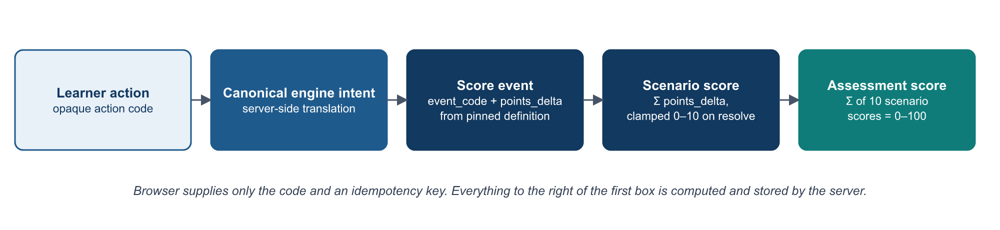 Learner action
opaque action code
Canonical engine intent
server-side translation
Score event
event_code + points_delta
from pinned definition
Scenario score
Σ points_delta,
clamped 0–10 on resolve
Assessment score
Σ of 10 scenario
scores = 0–100
Browser supplies only the code and an idempotency key. Everything to the right of the first box is computed and stored by the server.